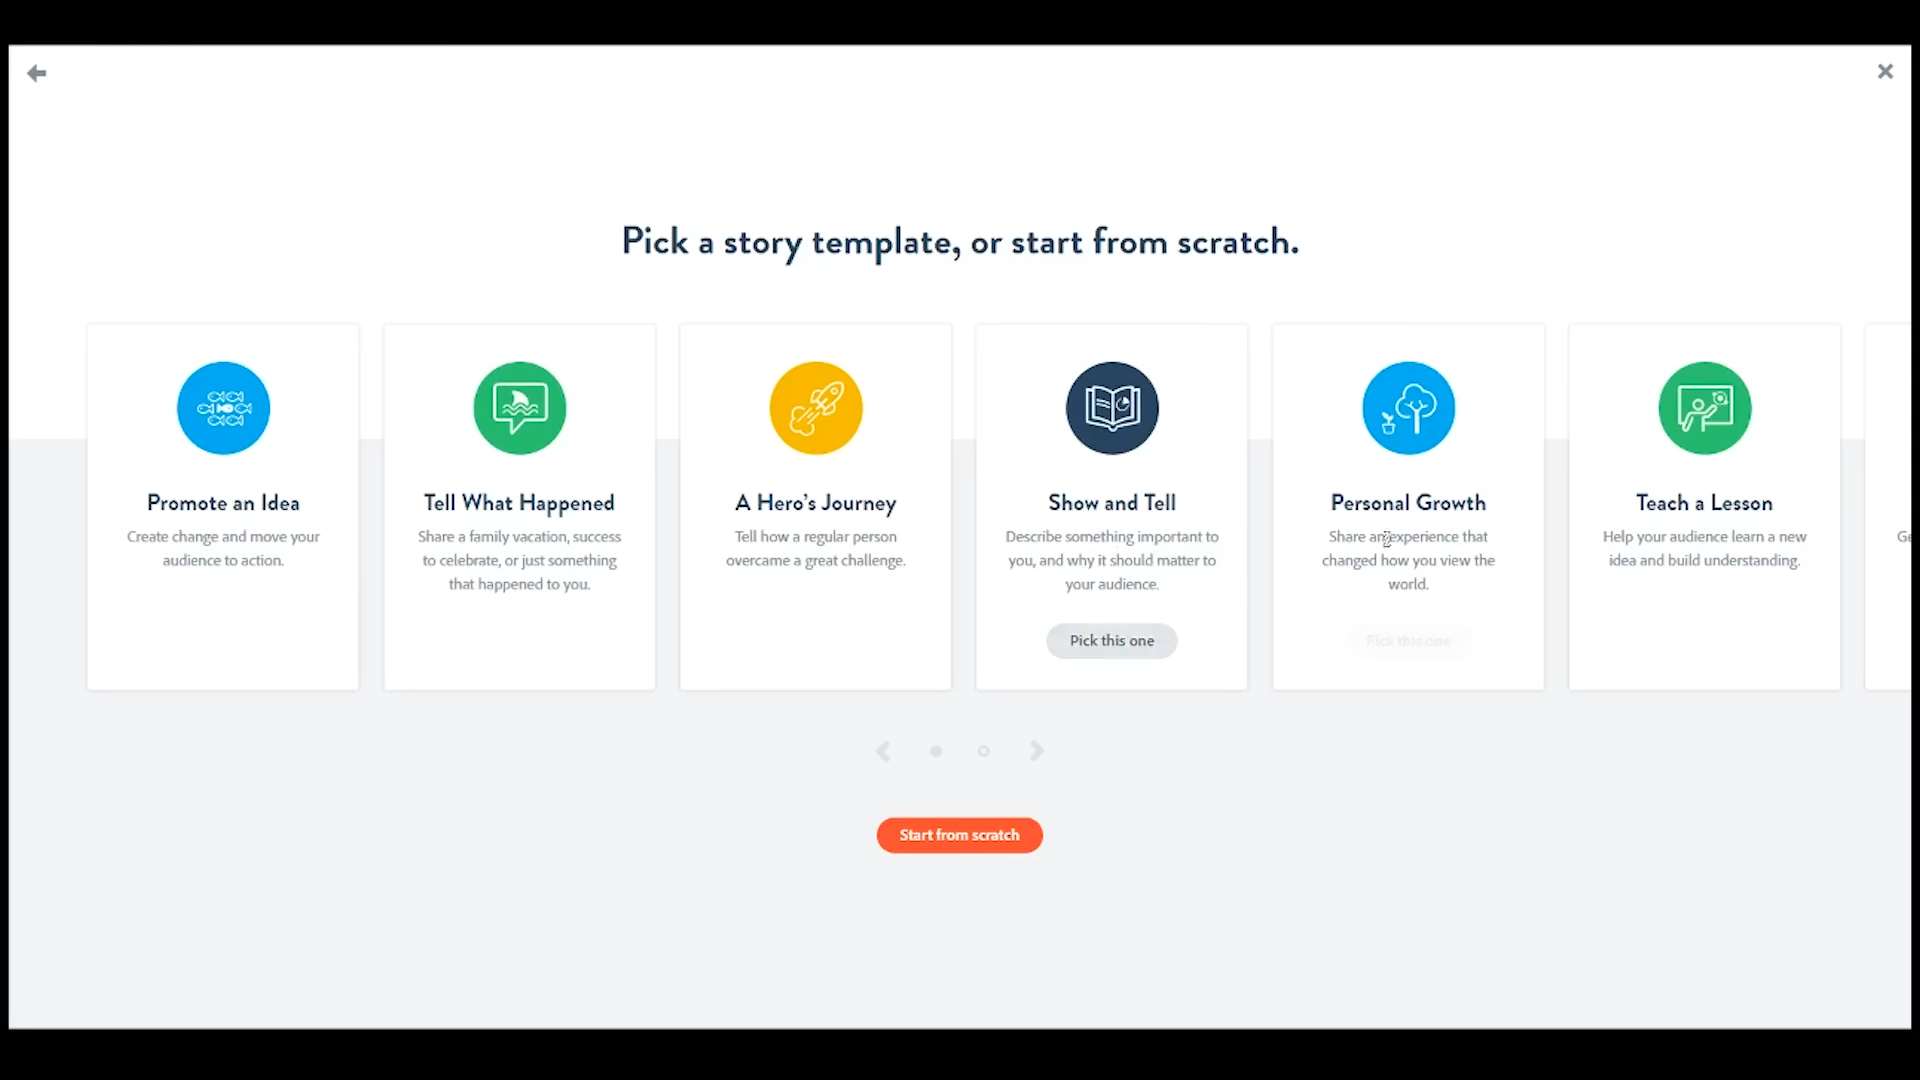 Pick a story template, or start from scratch.
Promote an Idea
Create change and move your
audience to action.
Tell What Happened
Share a family vacation, success
to celebrate, or just something
that happened to you.
A Hero's Journey
Tell how a regular person
overcame a great challenge.
Show and Tell
Describe something important to
you, and why it should matter to
your audience.
Pick this one
Personal Growth
Share an experience that
changed how you view the
world.
Pick this one
Teach a Lesson
Help your audience learn a new
idea and build understanding.
Start from scratch